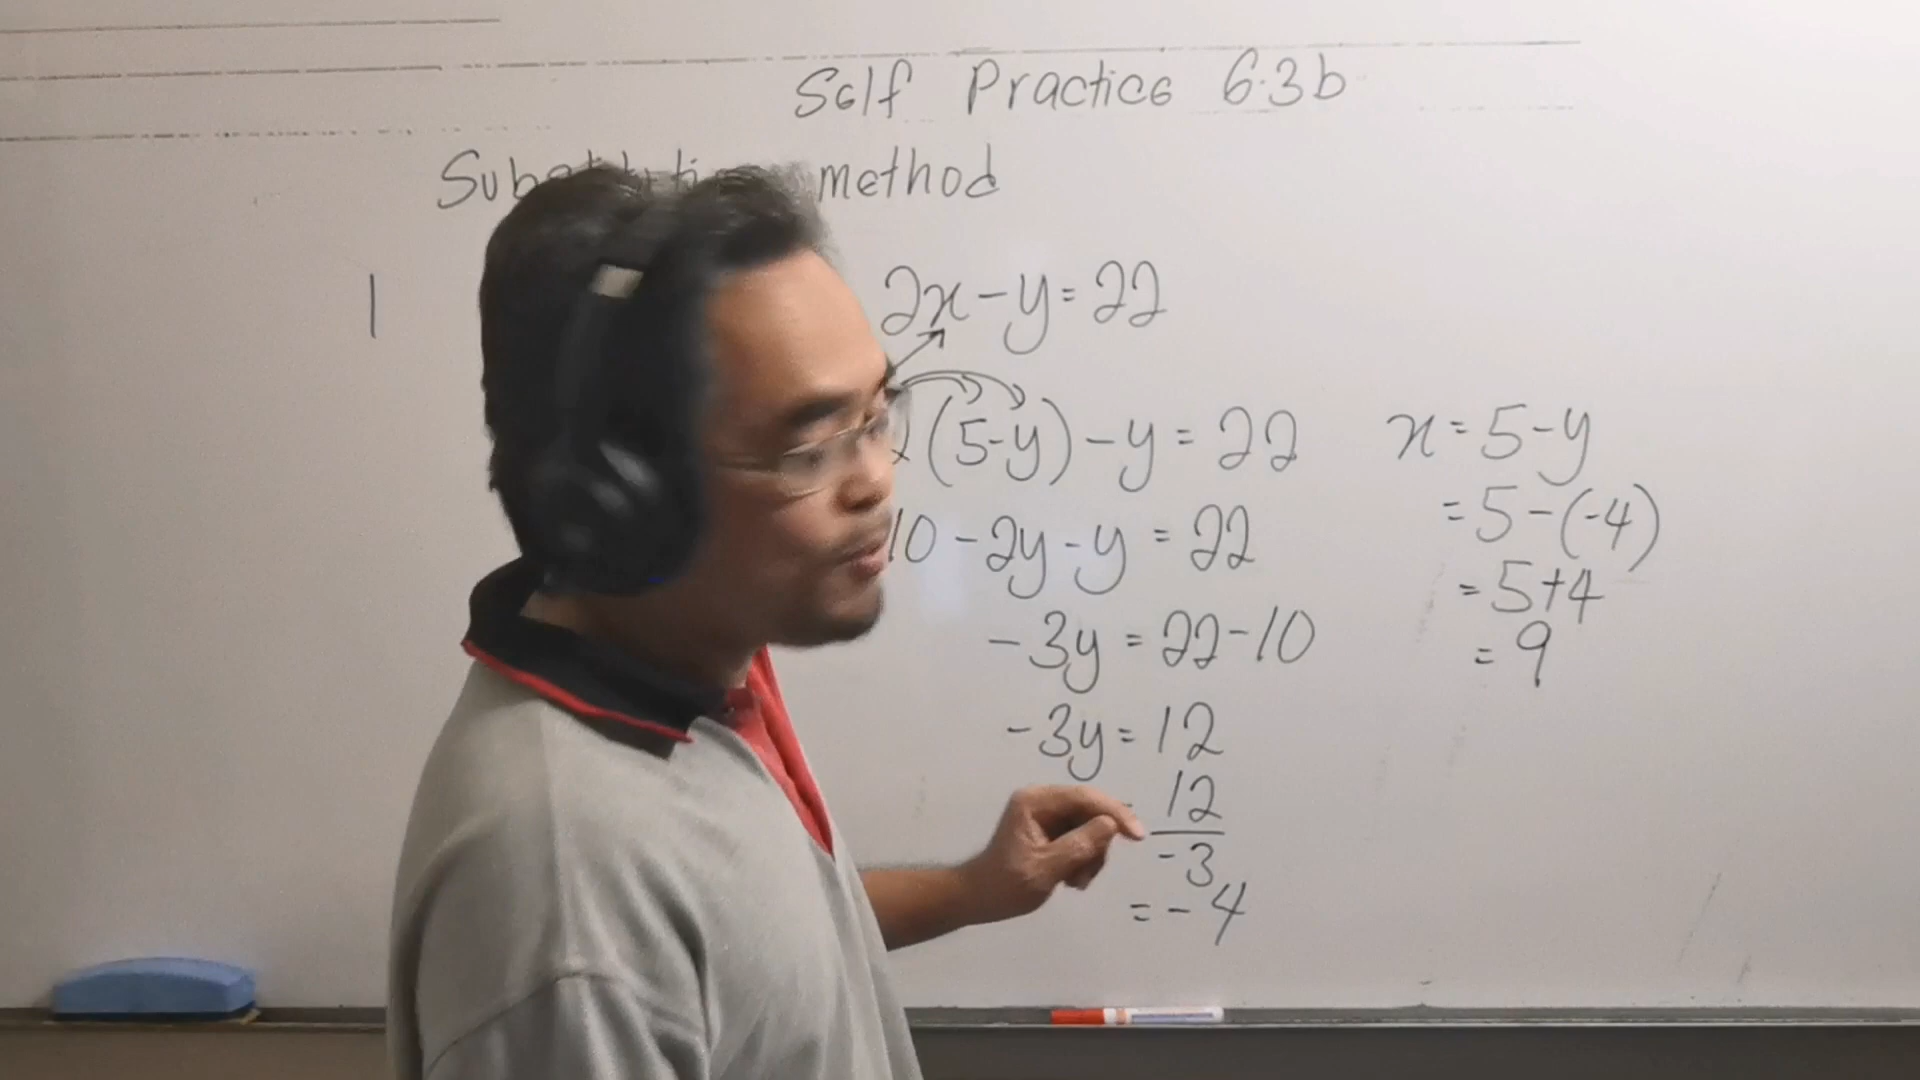 Self Practice 6.3b
method
1
2x-y=22
(5-y)-y=22
10-2y-y=22
-3y=22-10
-3y=12
12
-3
=-4
x=5-y
=5-(-4)
=5+4
=9